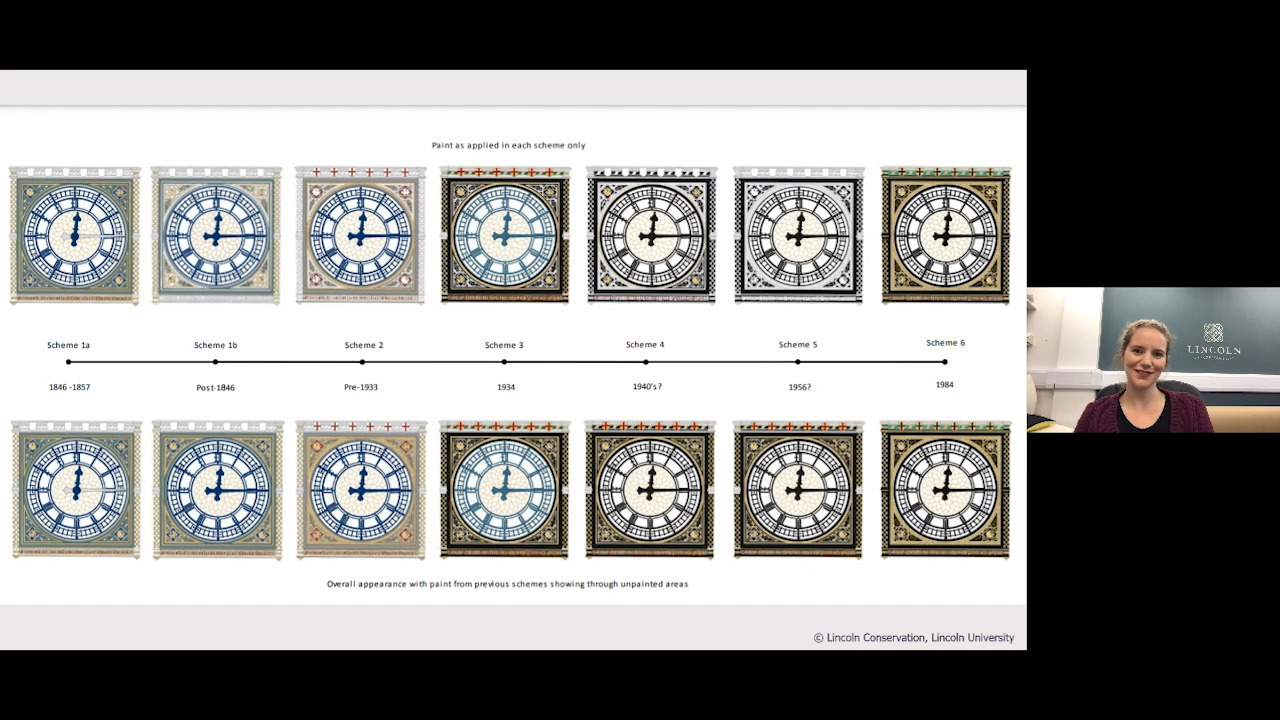 Paint as applied in each scheme only
Scheme 1a
Scheme 1b
Scheme 2
Scheme 3
Scheme 4
Scheme 5
Scheme 6
1846 -1857
Post-1846
Pre-1933
1934
1940's?
1956?
1984
Overall appearance with paint from previous schemes showing through unpainted areas
© Lincoln Conservation, Lincoln University
LINCOLN